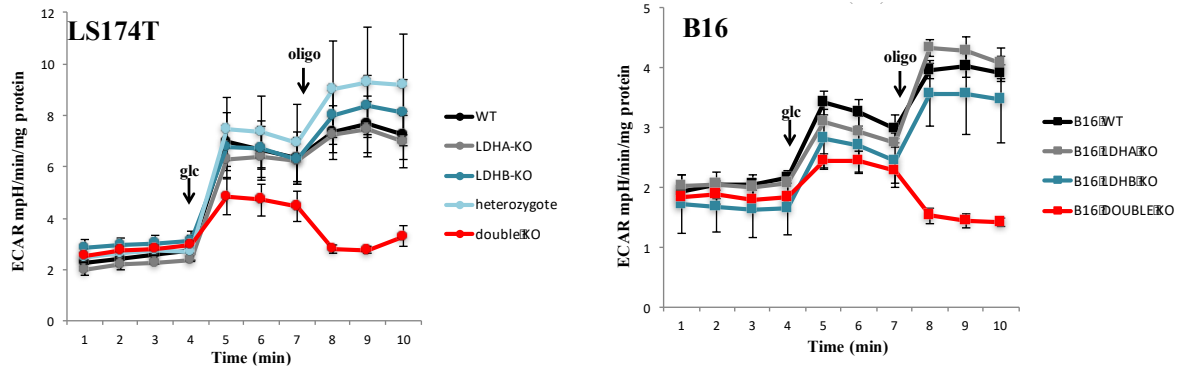 LS174T
ECAR mpH/min/mg protein
12
10
8
6
4
2
0
glc
oligo
1 2 3 4 5 6 7 8 9 10
Time (min)
WT
LDHA-KO
LDHB-KO
heterozygote
double KO
B16
ECAR mpH/min/mg protein
5
4
3
2
1
0
glc
oligo
1 2 3 4 5 6 7 8 9 10
Time (min)
B16 WT
B16 LDHA KO
B16 LDHB KO
B16 DOUBLE KO